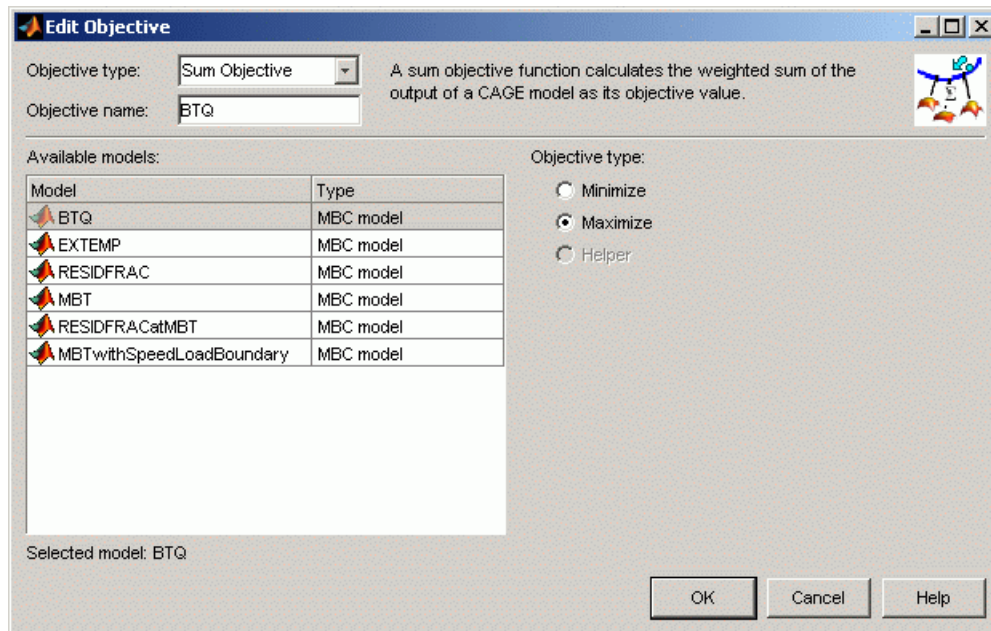 Edit Objective
Objective type: Sum Objective
A sum objective function calculates the weighted sum of the
output of a CAGE model as its objective value.
Objective name: BTQ
Available models:
Model Type
BTQ MBC model
EXTEMP MBC model
RESIDFRAC MBC model
MBT MBC model
RESIDFRACatMBT MBC model
MBTwithSpeedLoadBoundary MBC model
Selected model: BTQ
Objective type:
Minimize
Maximize
Helper
OK Cancel Help